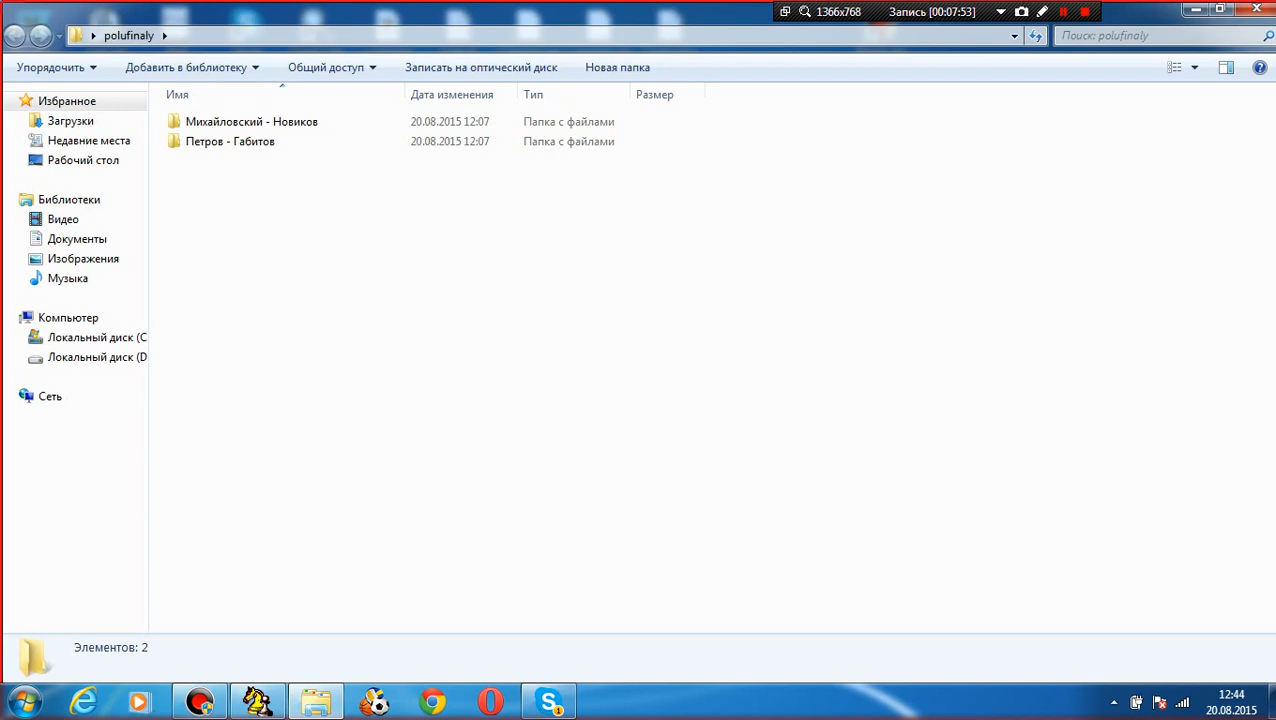 1366x768 Запись [00:07:53]
polufinaly
Поиск: polufinaly
Упорядочить Добавить в библиотеку Общий доступ Записать на оптический диск Новая папка
Имя Дата изменения Тип Размер
Михайловский - Новиков 20.08.2015 12:07 Папка с файлами
Петров - Габитов 20.08.2015 12:07 Папка с файлами
Избранное
Загрузки
Недавние места
Рабочий стол
Библиотеки
Видео
Документы
Изображения
Музыка
Компьютер
Локальный диск (C
Локальный диск (D
Сеть
Элементов: 2
1
12:44
20.08.2015